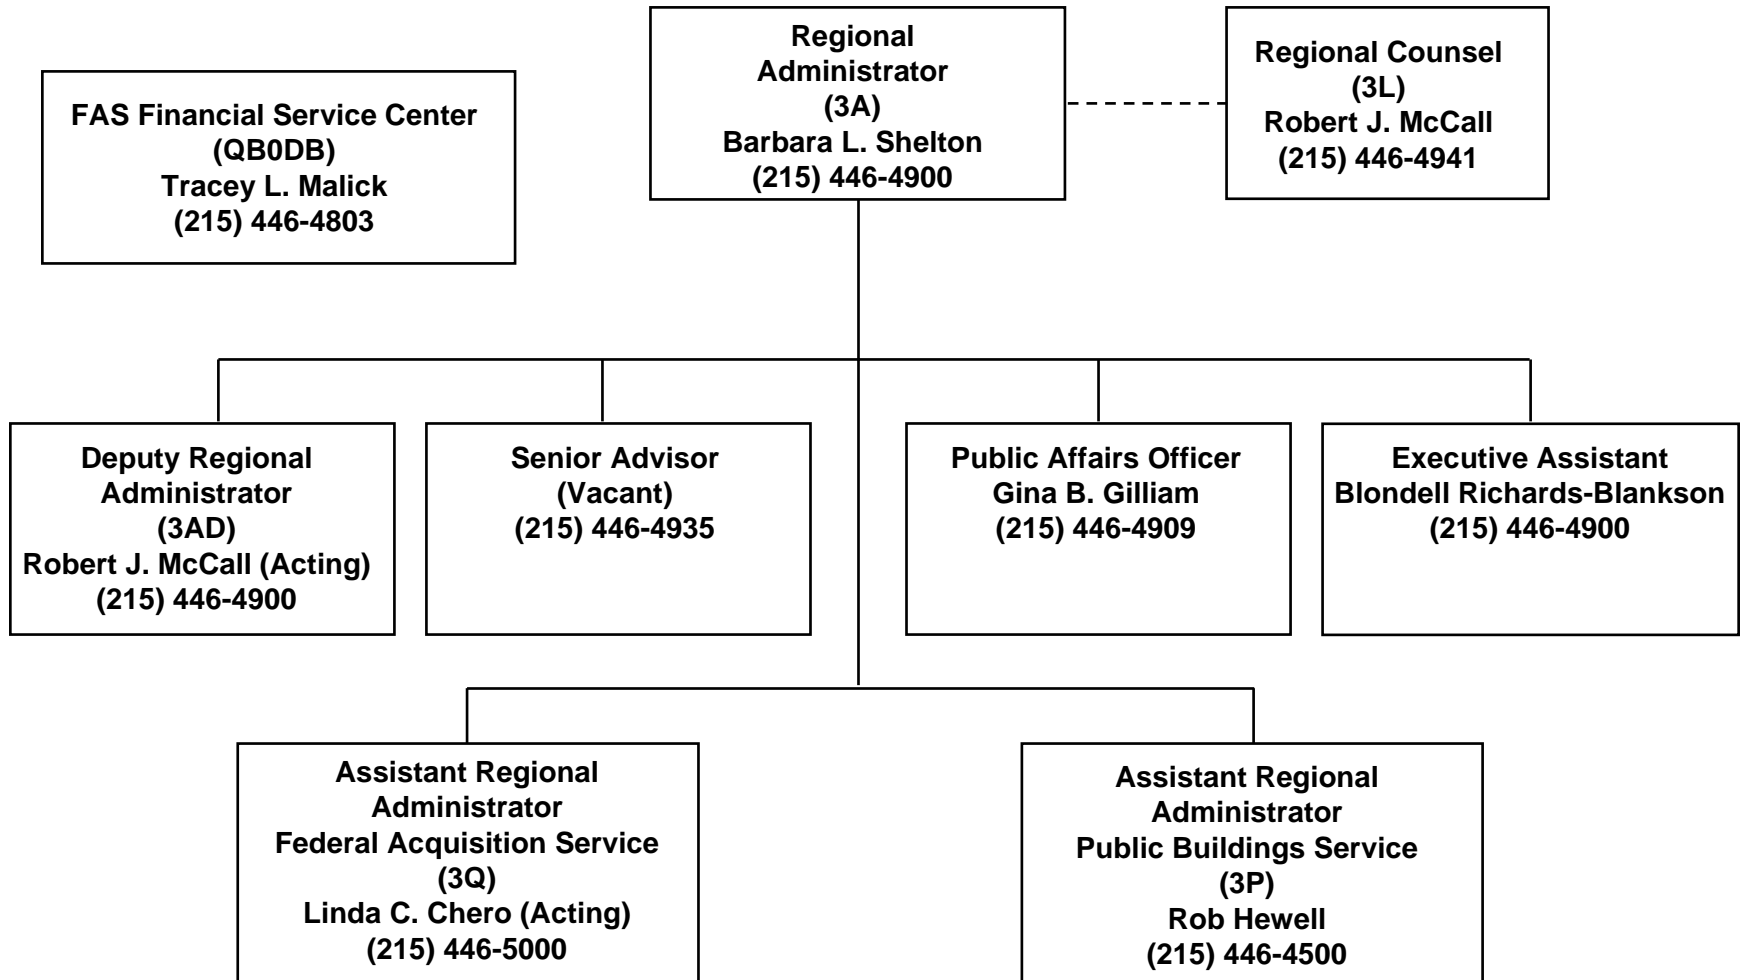 Regional
Administrator
(3A)
Barbara L. Shelton
(215) 446-4900
Regional Counsel
(3L)
Robert J. McCall
(215) 446-4941
FAS Financial Service Center
(QB0DB)
Tracey L. Malick
(215) 446-4803
Deputy Regional
Administrator
(3AD)
Robert J. McCall (Acting)
(215) 446-4900
Senior Advisor
(Vacant)
(215) 446-4935
Public Affairs Officer
Gina B. Gilliam
(215) 446-4909
Executive Assistant
Blondell Richards-Blankson
(215) 446-4900
Assistant Regional
Administrator
Federal Acquisition Service
(3Q)
Linda C. Chero (Acting)
(215) 446-5000
Assistant Regional
Administrator
Public Buildings Service
(3P)
Rob Hewell
(215) 446-4500